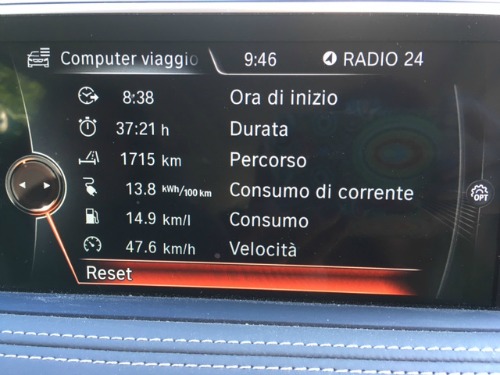 Computer viaggio 9:46 RADIO 24
8:38 Ora di inizio
37:21 h Durata
1715 km Percorso
13.8 kWh/100 km Consumo di corrente
OPT
14.9 km/l Consumo
47.6 km/h Velocità
Reset